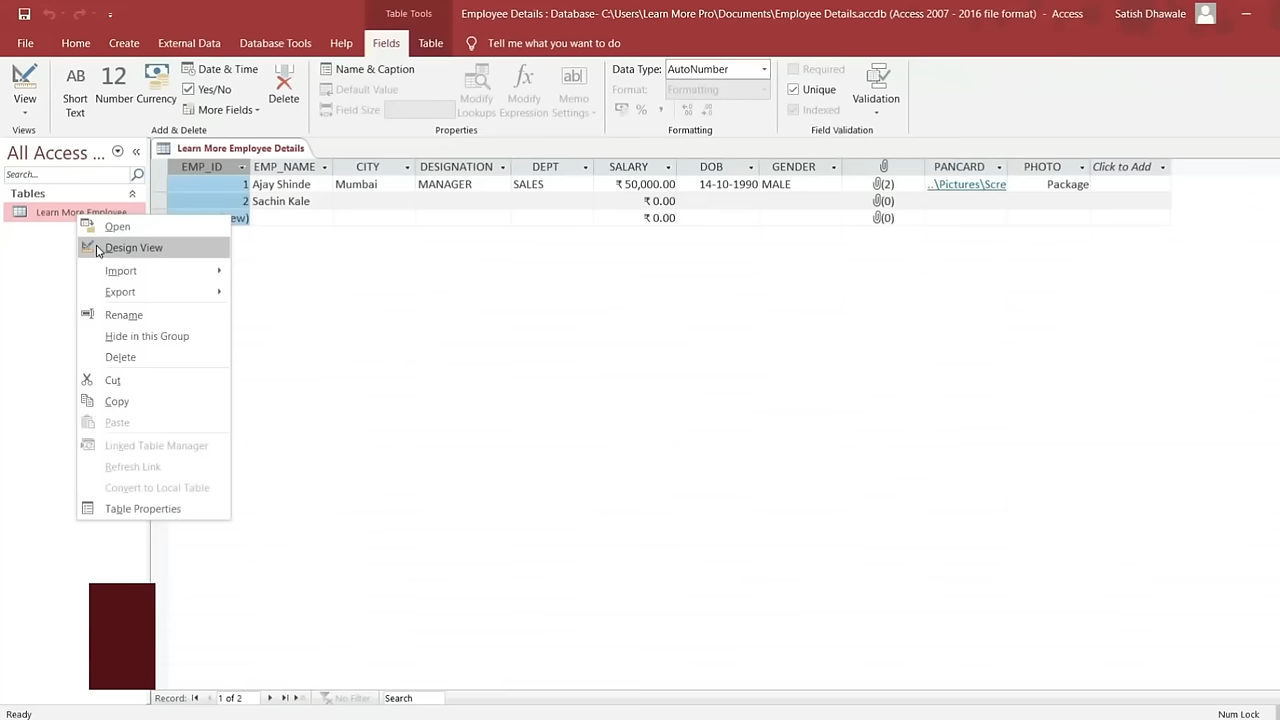 Table Tools
Employee Details : Database- C:\Users\Learn More Pro\Documents\Employee Details.accdb (Access 2007 - 2016 file format) - Access
Satish Dhawale
File Home Create External Data Database Tools Help Fields Table Tell me what you want to do
View
Views
AB
Short
Text
12
Number
Currency
Date & Time
Yes/No
More Fields
Delete
Add & Delete
Name & Caption
Default Value
Field Size
Modify
Lookups
fx
Modify
Expression
ab
Memo
Settings
Properties
Data Type: AutoNumber
Format: Formatting
%
Formatting
Required
Unique
Indexed
Validation
Field Validation
All Access ...
Search...
Tables
Learn More Employee
Learn More Employee Details
EMP_ID EMP_NAME CITY DESIGNATION DEPT SALARY DOB GENDER PANCARD PHOTO Click to Add
1 Ajay Shinde Mumbai MANAGER SALES ₹ 50,000.00 14-10-1990 MALE (2) ..\Pictures\Scre Package
2 Sachin Kale ₹ 0.00 (0)
ew) ₹ 0.00 (0)
Open
Design View
Import
Export
Rename
Hide in this Group
Delete
Cut
Copy
Paste
Linked Table Manager
Refresh Link
Convert to Local Table
Table Properties
Record: 1 of 2 No Filter Search
Ready
Num Lock